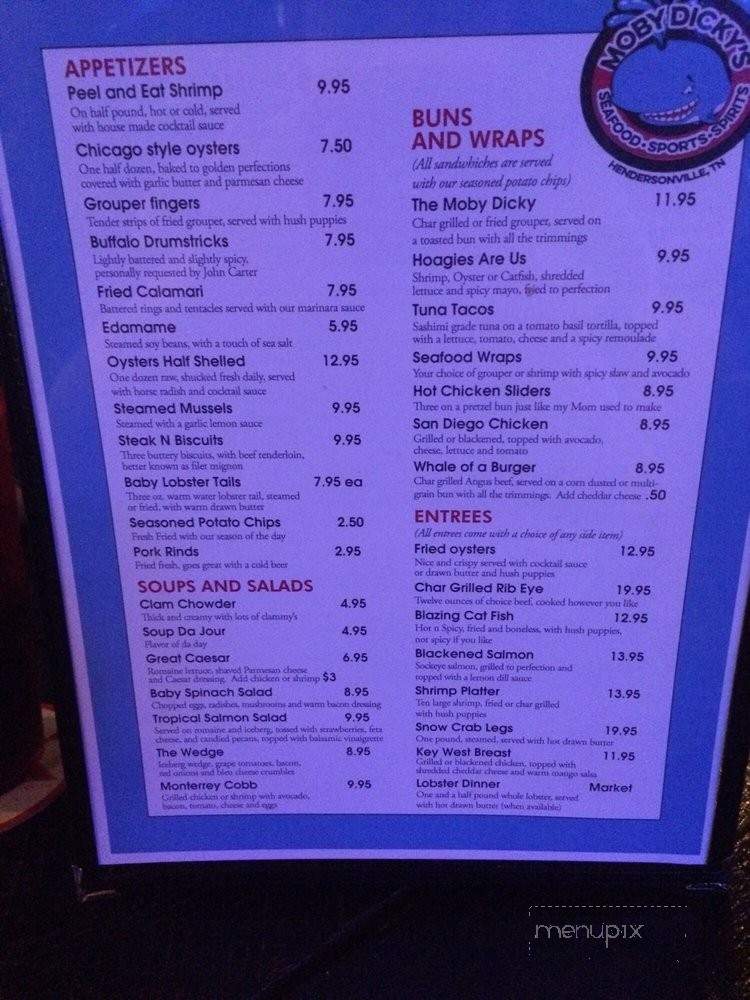 APPETIZERS
Peel and Eat Shrimp 9.95
On half pound, hot or cold, served
with house made cocktail sauce
Chicago style oysters 7.50
One half dozen, baked to golden perfections
covered with garlic butter and parmesan cheese
Grouper fingers 7.95
Tender strips of fried grouper, served with hush puppies
Buffalo Drumstricks 7.95
Lightly battered and slightly spicy,
personally requested by John Carter
Fried Calamari 7.95
Battered rings and tentacles served with our marinara sauce
Edamame 5.95
Steamed soy beans, with a touch of sea salt
Oysters Half Shelled 12.95
One dozen raw, shucked fresh daily, served
with horse radish and cocktail sauce
Steamed Mussels 9.95
Steamed with a garlic lemon sauce
Steak N Biscuits 9.95
Three buttery biscuits, with beef tenderloin,
better known as filet mignon
Baby Lobster Tails 7.95 ea
Three oz. warm water lobster tail, steamed
or fried, with warm drawn butter
Seasoned Potato Chips 2.50
Fresh Fried with our season of the day
Pork Rinds 2.95
Fried fresh, goes great with a cold beer
SOUPS AND SALADS
Clam Chowder 4.95
Thick and creamy with lots of clammy's
Soup Da Jour 4.95
Flavor of da day
Great Caesar 6.95
Romaine lettuce, shaved Parmesan cheese
and Caesar dressing. Add chicken or shrimp $3
Baby Spinach Salad 8.95
Chopped eggs, radishes, mushrooms and warm bacon dressing
Tropical Salmon Salad 9.95
Served on romaine and iceberg, tossed with strawberries, feta
cheese, and candied pecans, topped with balsamic vinaigrette
The Wedge 8.95
Iceberg wedge, grape tomatoes, bacon,
red onions and bleu cheese crumbles
Monterrey Cobb 9.95
Grilled chicken or shrimp with avocado,
bacon, tomato, cheese and eggs
MOBY DICKY'S
SEAFOOD • SPORTS • SPIRITS
HENDERSONVILLE, TN
BUNS
AND WRAPS
(All sandwhiches are served
with our seasoned potato chips)
The Moby Dicky 11.95
Char grilled or fried grouper, served on
a toasted bun with all the trimmings
Hoagies Are Us 9.95
Shrimp, Oyster or Catfish, shredded
lettuce and spicy mayo, fried to perfection
Tuna Tacos 9.95
Sashimi grade tuna on a tomato basil tortilla, topped
with a lettuce, tomato, cheese and a spicy remoulade
Seafood Wraps 9.95
Your choice of grouper or shrimp with spicy slaw and avocado
Hot Chicken Sliders 8.95
Three on a pretzel bun just like my Mom used to make
San Diego Chicken 8.95
Grilled or blackened, topped with avocado,
cheese, lettuce and tomato
Whale of a Burger 8.95
Char grilled Angus beef, served on a corn dusted or multi-
grain bun with all the trimmings. Add cheddar cheese .50
ENTREES
(All entrees come with a choice of any side item)
Fried oysters 12.95
Nice and crispy served with cocktail sauce
or drawn butter and hush puppies
Char Grilled Rib Eye 19.95
Twelve ounces of choice beef, cooked however you like
Blazing Cat Fish 12.95
Hot n Spicy, fried and boneless, with hush puppies,
not spicy if you like
Blackened Salmon 13.95
Sockeye salmon, grilled to perfection and
topped with a lemon dill sauce
Shrimp Platter 13.95
Ten large shrimp, fried or char grilled
with hush puppies
Snow Crab Legs 19.95
One pound, steamed, served with hot drawn butter
Key West Breast 11.95
Grilled or blackened chicken, topped with
shredded cheddar cheese and warm mango salsa
Lobster Dinner Market
One and a half pound whole lobster, served
with hot drawn butter (when available)
menupix